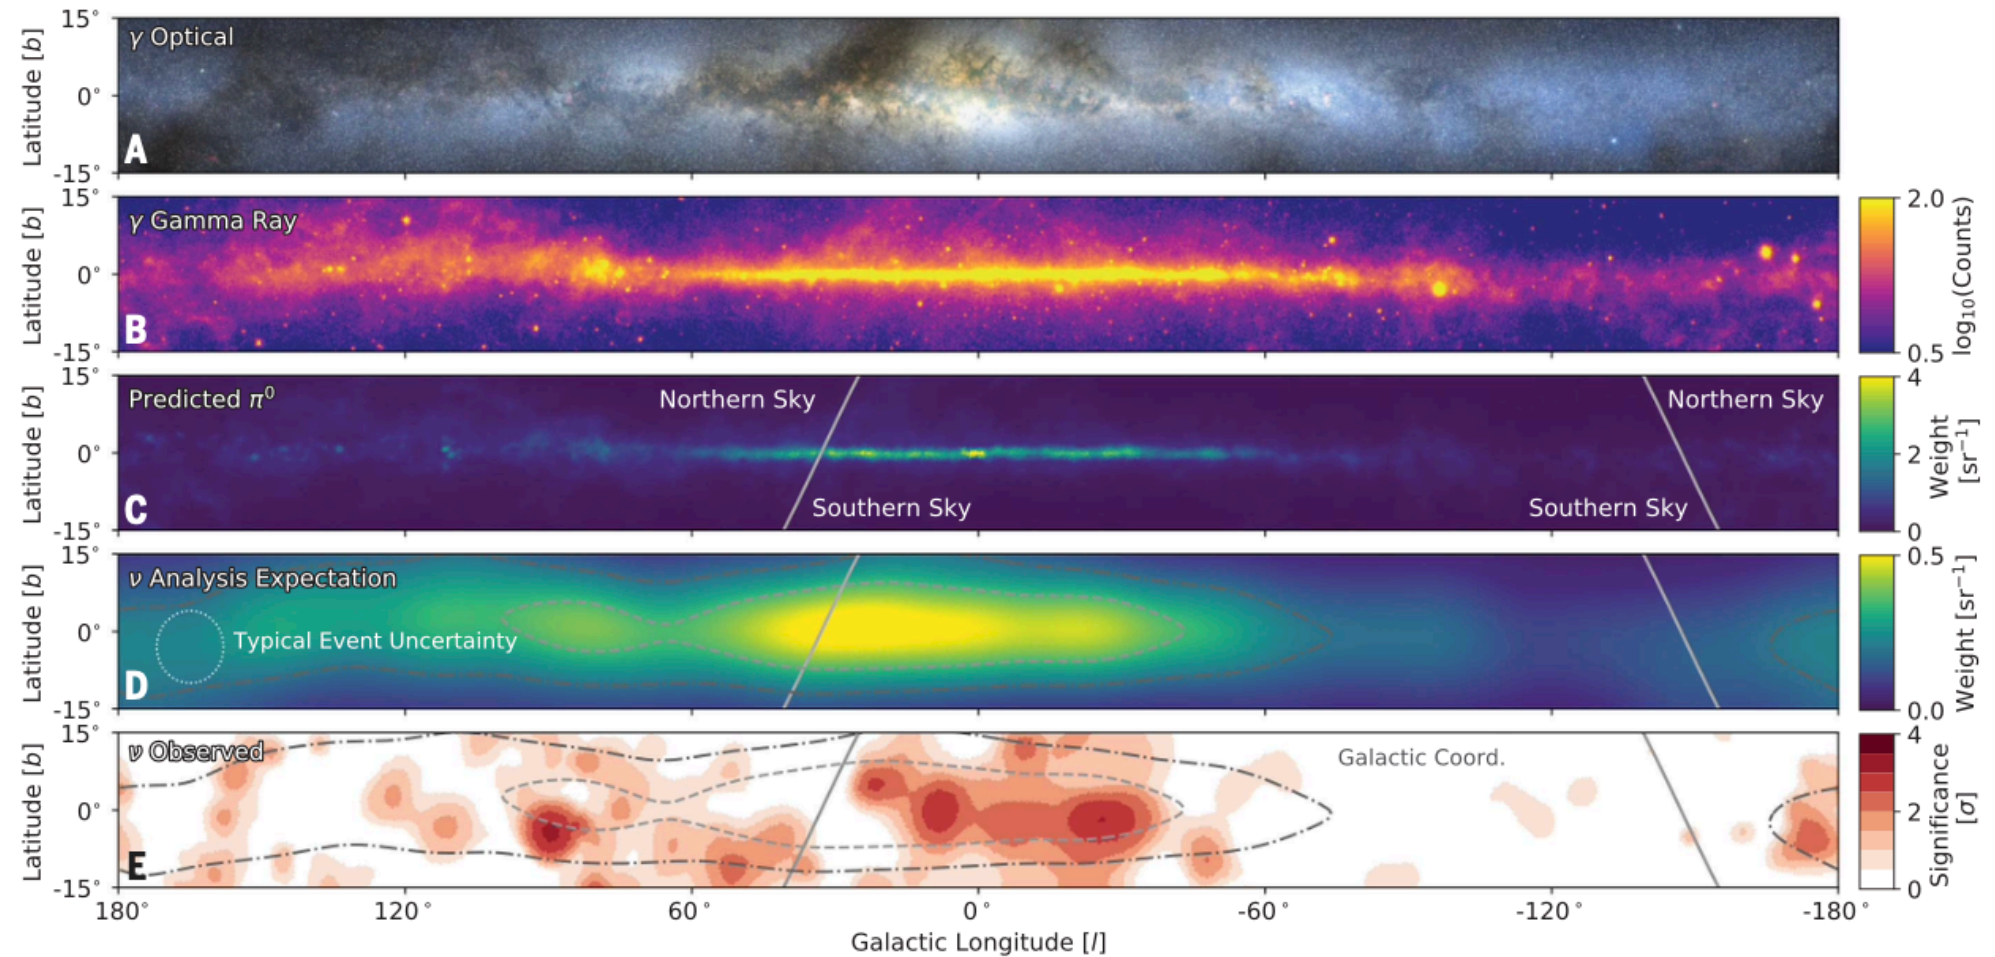 15°
γ Optical
Latitude [b]
0°
A
-15°
15°
γ Gamma Ray
Latitude [b]
0°
B
-15°
2.0
log₁₀(Counts)
0.5
15°
Predicted π⁰
Northern Sky
Northern Sky
Latitude [b]
0°
C
Southern Sky
Southern Sky
-15°
4
2
0
Weight
[sr⁻¹]
15°
ν Analysis Expectation
Latitude [b]
0°
Typical Event Uncertainty
D
-15°
0.5
0.0
Weight [sr⁻¹]
15°
ν Observed
Galactic Coord.
Latitude [b]
0°
E
-15°
4
2
0
Significance
[σ]
180°
120°
60°
0°
-60°
-120°
-180°
Galactic Longitude [l]